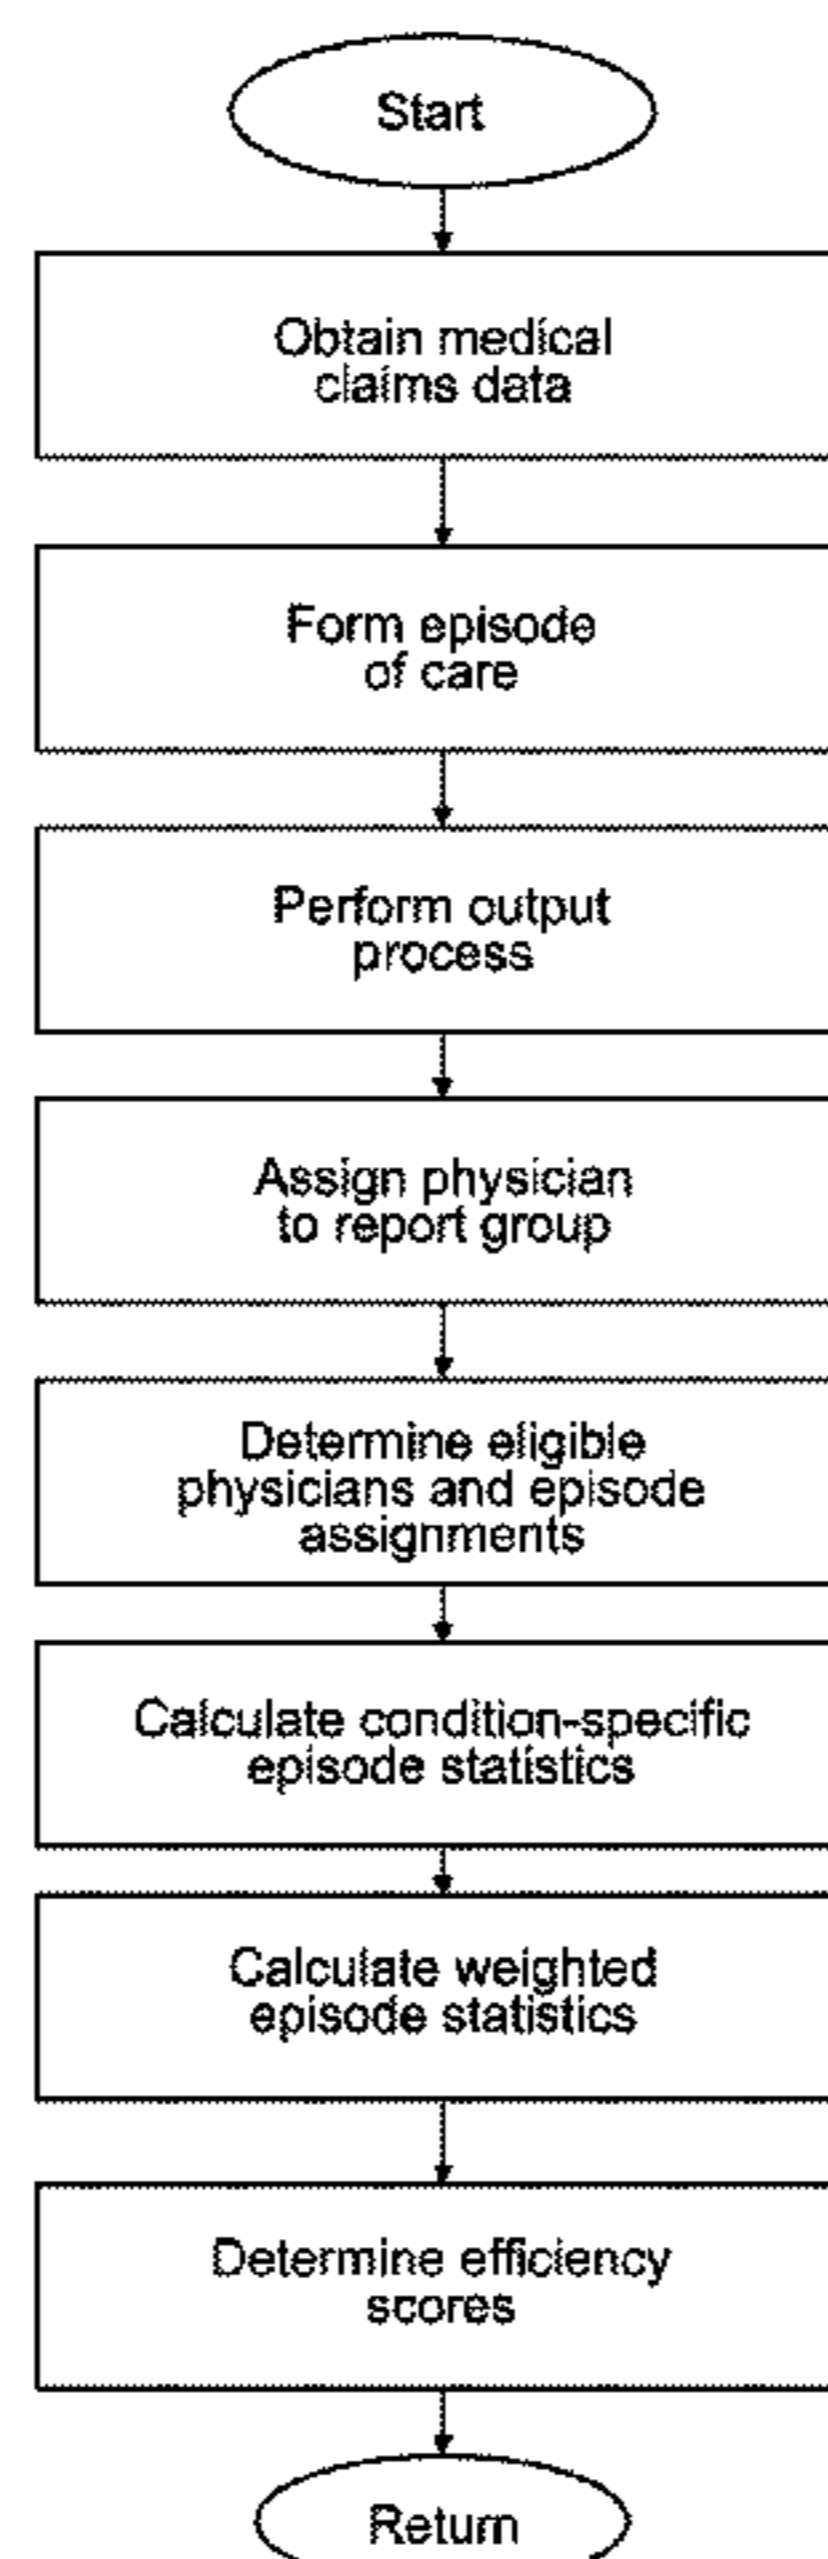 Start
Obtain medical
claims data
Form episode
of care
Perform output
process
Assign physician
to report group
Determine eligible
physicians and episode
assignments
Calculate condition-specific
episode statistics
Calculate weighted
episode statistics
Determine efficiency
scores
Return